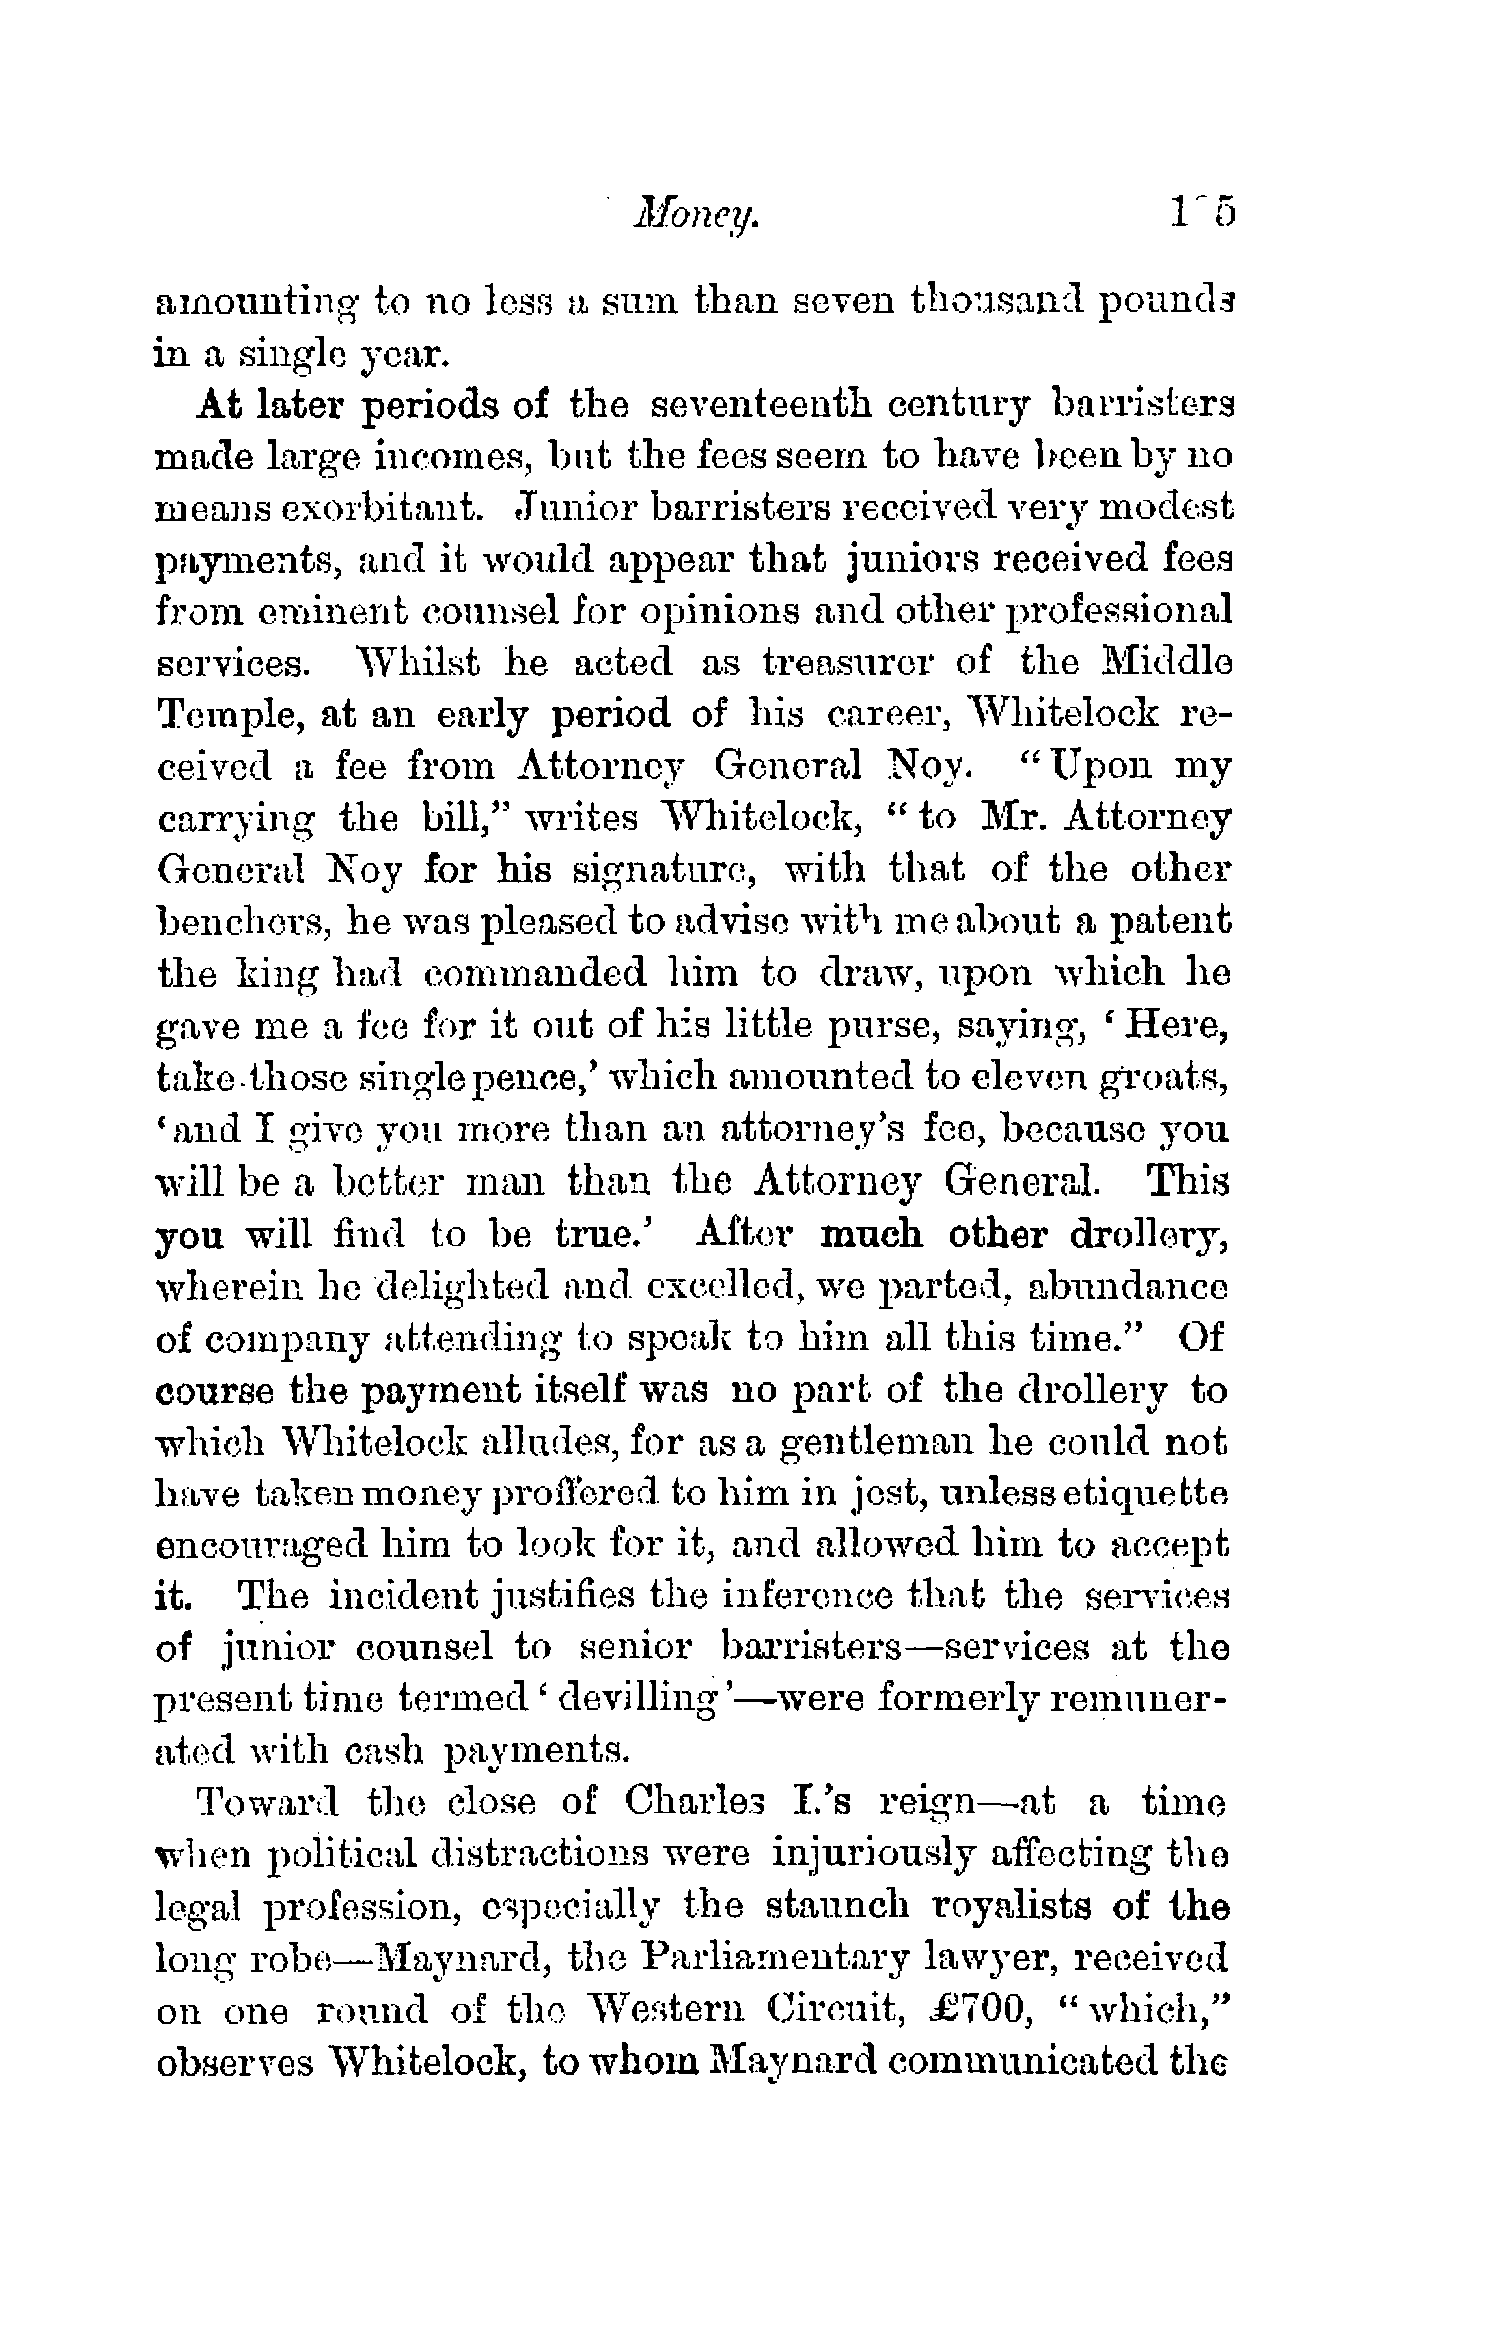 Money.
amounting to no less a sum than seven thousand pounds
in a single year.
At later periods of the seventeenth century barristers
made large incomes, but the fees seem to have been by no
means exorbitant. Junior barristers received very modest
payments, and it would appear that juniors received fees
from eminent counsel for opinions and other professional
services. Whilst he acted as treasurer of the Middle
Temple, at an early period of his career, Whitelock re-
ceived a fee from Attorney General Noy. "Upon my
carrying the bill," writes Whitelock, "to Mr. Attorney
General Noy for his signature, with that of the other
benchers, he was pleased to advise with me about a patent
the king had commanded him to draw, upon which he
gave me a fee for it out of his little purse, saying, 'Here,
take those single pence,' which amounted to eleven groats,
'and I give you more than an attorney's fee, because you
will be a better man than the Attorney General. This
you will find to be true.' After much other drollery,
wherein he delighted and excelled, we parted, abundance
of company attending to speak to him all this time." Of
course the payment itself was no part of the drollery to
which Whitelock alludes, for as a gentleman he could not
have taken money proffered to him in jest, unless etiquette
encouraged him to look for it, and allowed him to accept
it. The incident justifies the inference that the services
of junior counsel to senior barristers—services at the
present time termed 'devilling'—were formerly remuner-
ated with cash payments.
Toward the close of Charles I.'s reign—at a time
when political distractions were injuriously affecting the
legal profession, especially the staunch royalists of the
long robe—Maynard, the Parliamentary lawyer, received
on one round of the Western Circuit, £700, "which,"
observes Whitelock, to whom Maynard communicated the